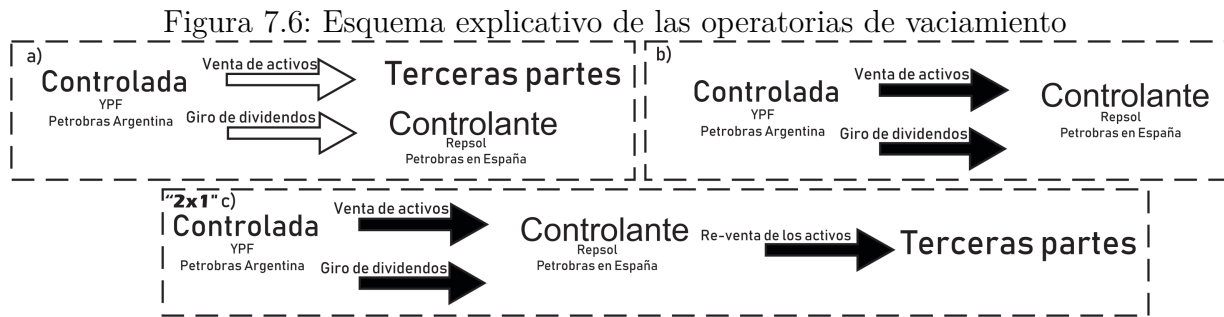 Figura 7.6: Esquema explicativo de las operatorias de vaciamiento
a)
Controlada
YPF
Petrobras Argentina
Venta de activos
Giro de dividendos
Terceras partes
Controlante
Repsol
Petrobras en España
b)
Controlada
YPF
Petrobras Argentina
Venta de activos
Giro de dividendos
Controlante
Repsol
Petrobras en España
"2x1" c)
Controlada
YPF
Petrobras Argentina
Venta de activos
Giro de dividendos
Controlante
Repsol
Petrobras en España
Re-venta de los activos
Terceras partes